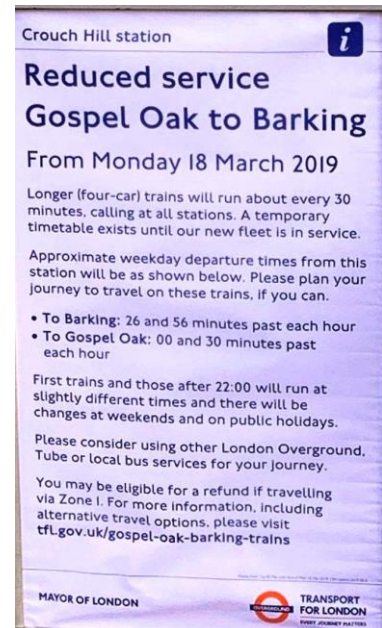 Crouch Hill station
i
Reduced service
Gospel Oak to Barking
From Monday 18 March 2019
Longer (four-car) trains will run about every 30
minutes, calling at all stations. A temporary
timetable exists until our new fleet is in service.
Approximate weekday departure times from this
station will be as shown below. Please plan your
journey to travel on these trains, if you can.
• To Barking: 26 and 56 minutes past each hour
• To Gospel Oak: 00 and 30 minutes past
each hour
First trains and those after 22:00 will run at
slightly different times and there will be
changes at weekends and on public holidays.
Please consider using other London Overground,
Tube or local bus services for your journey.
You may be eligible for a refund if travelling
via Zone 1. For more information, including
alternative travel options, please visit
tfl.gov.uk/gospel-oak-barking-trains
MAYOR OF LONDON
OVERGROUND
TRANSPORT
FOR LONDON
EVERY JOURNEY MATTERS